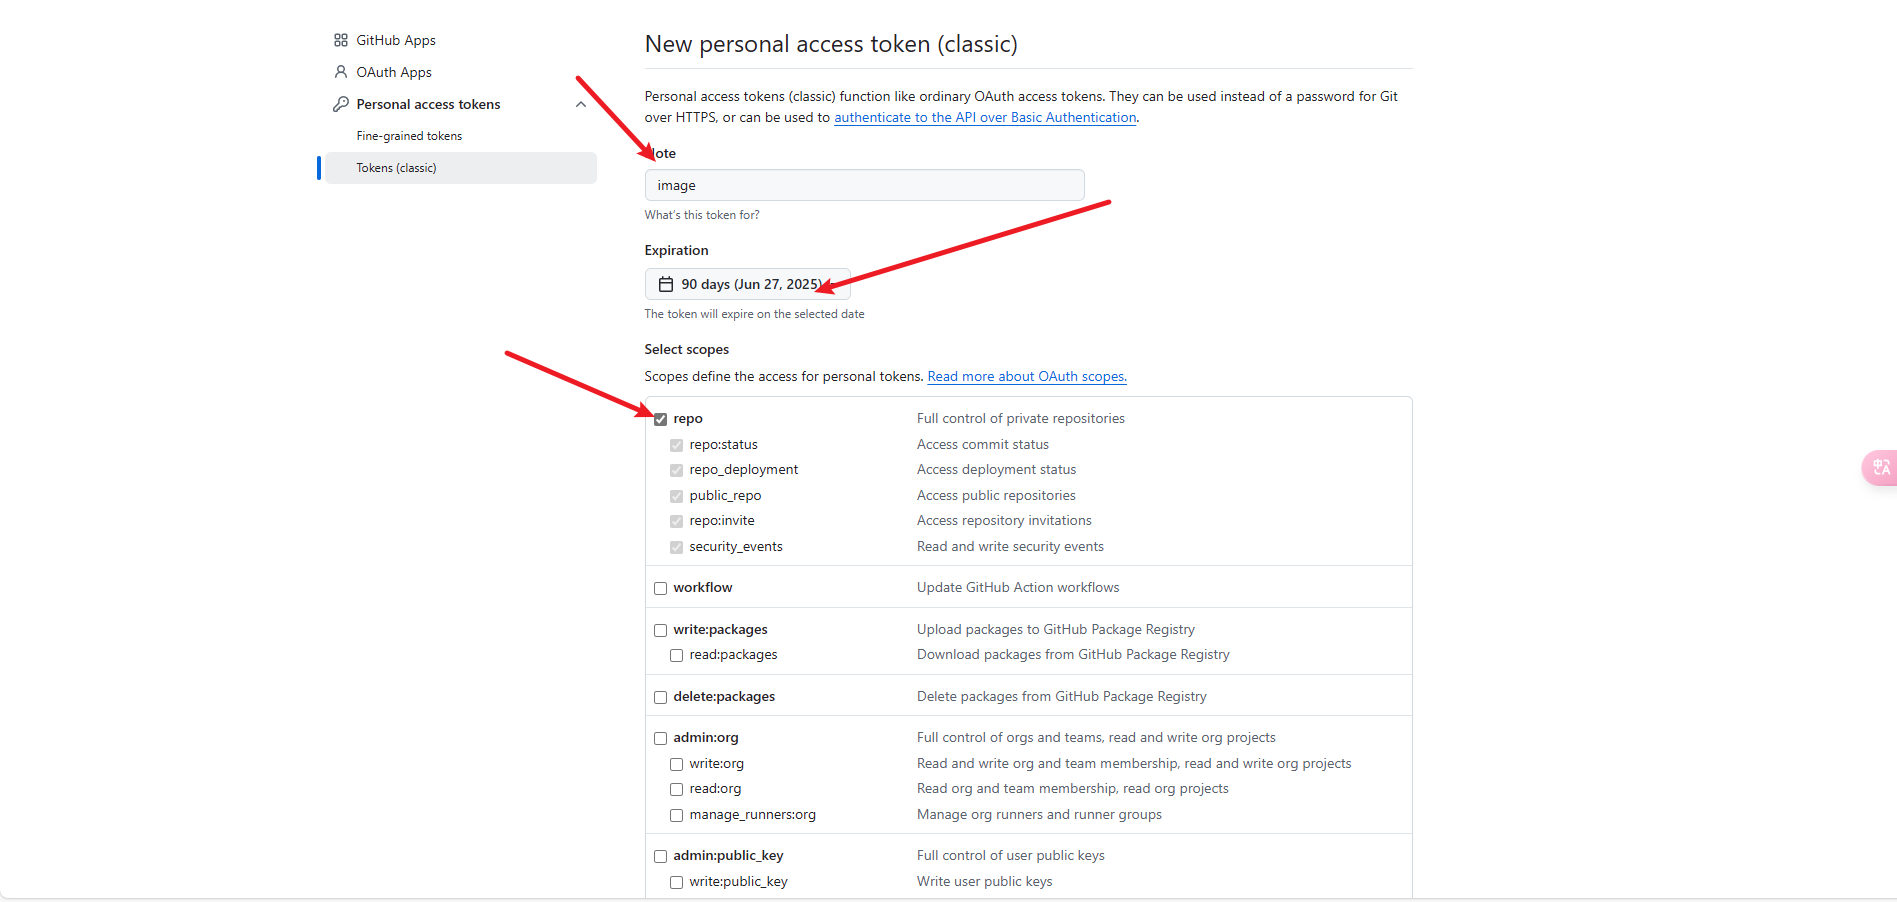 GitHub Apps
OAuth Apps
Personal access tokens
Fine-grained tokens
Tokens (classic)
New personal access token (classic)
Personal access tokens (classic) function like ordinary OAuth access tokens. They can be used instead of a password for Git
over HTTPS, or can be used to authenticate to the API over Basic Authentication.
ote
image
What's this token for?
Expiration
90 days (Jun 27, 2025)
The token will expire on the selected date
Select scopes
Scopes define the access for personal tokens. Read more about OAuth scopes.
repo Full control of private repositories
repo:status Access commit status
repo_deployment Access deployment status
public_repo Access public repositories
repo:invite Access repository invitations
security_events Read and write security events
workflow Update GitHub Action workflows
write:packages Upload packages to GitHub Package Registry
read:packages Download packages from GitHub Package Registry
delete:packages Delete packages from GitHub Package Registry
admin:org Full control of orgs and teams, read and write org projects
write:org Read and write org and team membership, read and write org projects
read:org Read org and team membership, read org projects
manage_runners:org Manage org runners and runner groups
admin:public_key Full control of user public keys
write:public_key Write user public keys
中 A